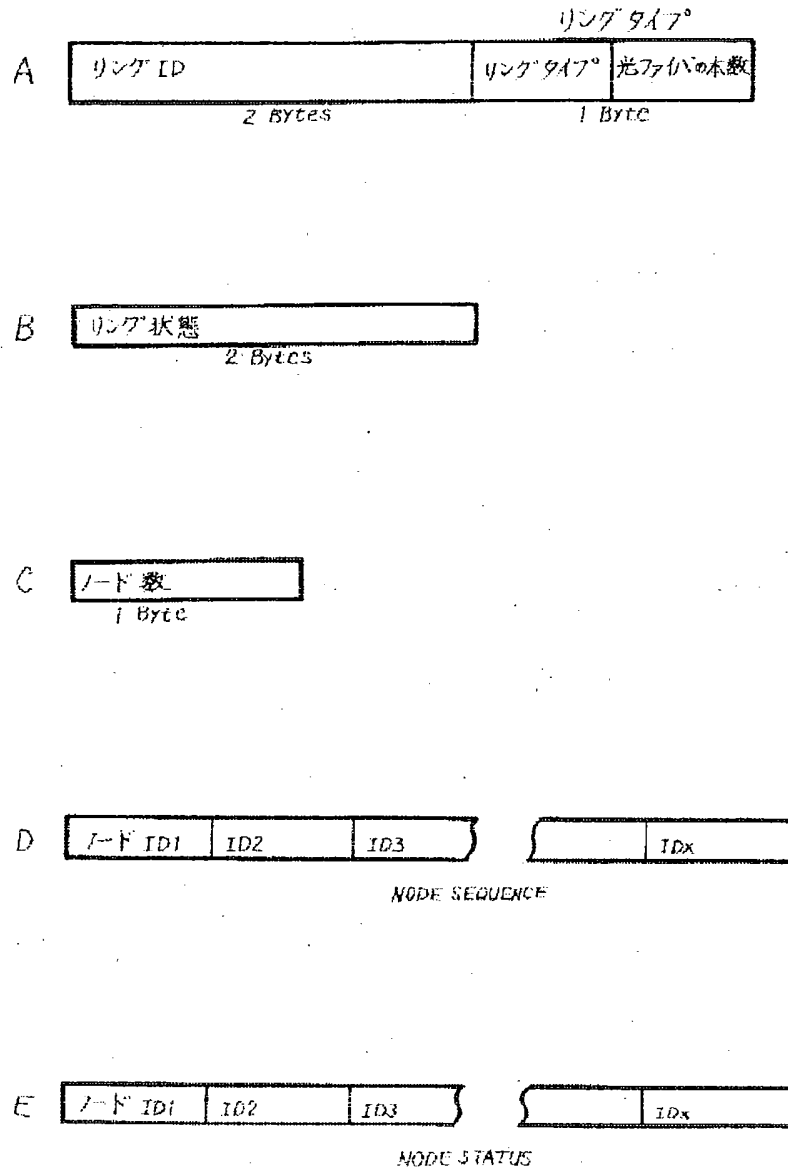 リングタイプ
A リングID リングタイプ 光ファイバの本数
2 Bytes 1 Byte
B リング状態
2 Bytes
C ノード数
1 Byte
D ノードID1 ID2 ID3 IDx
NODE SEQUENCE
E ノードID1 ID2 ID3 IDx
NODE STATUS